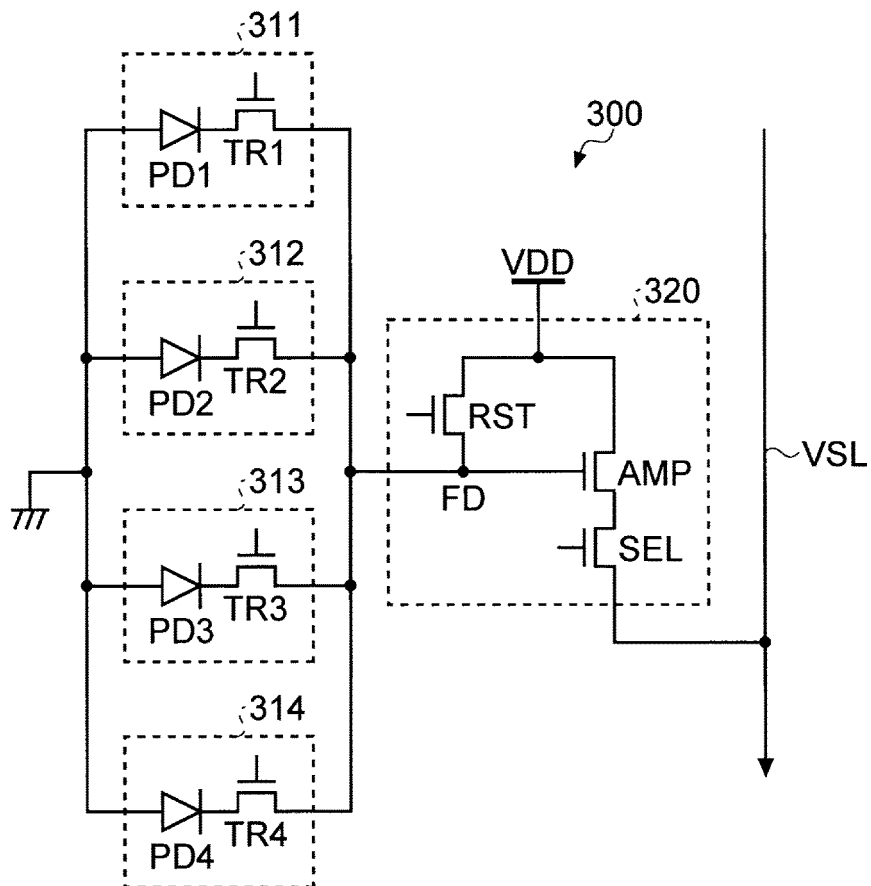 311
TR1
PD1
300
312
TR2
PD2
VDD
320
RST
AMP
VSL
FD
SEL
313
TR3
PD3
314
TR4
PD4